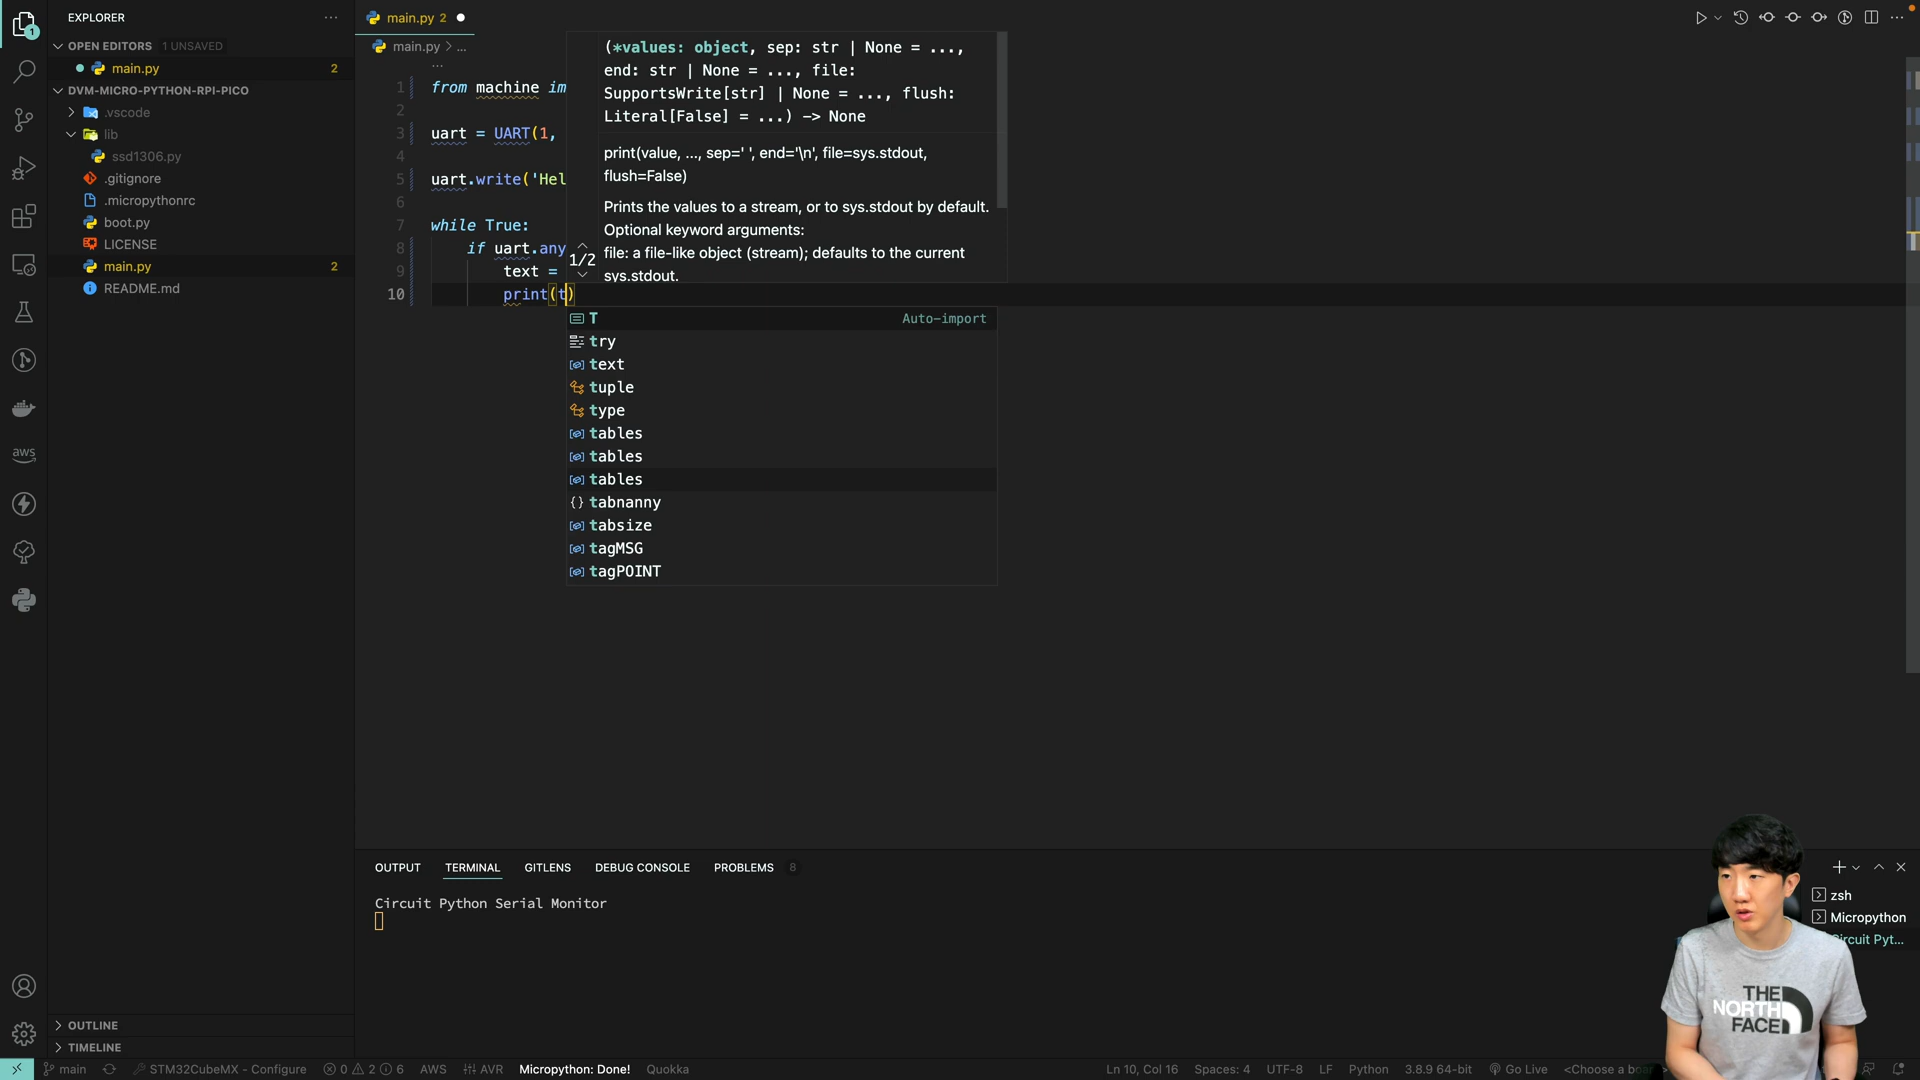 EXPLORER
OPEN EDITORS 1 UNSAVED
main.py 2
DVM-MICRO-PYTHON-RPI-PICO
.vscode
lib
ssd1306.py
.gitignore
.micropythonrc
boot.py
LICENSE
main.py 2
README.md
OUTLINE
TIMELINE
main.py 2
main.py > ...
1 from machine im
2
3 uart = UART(1,
4
5 uart.write('Hel
6
7 while True:
8 if uart.any
9 text =
10 print(t)
1/2
(*values: object, sep: str | None = ...,
end: str | None = ..., file:
SupportsWrite[str] | None = ..., flush:
Literal[False] = ...) -> None
print(value, ..., sep=' ', end='\n', file=sys.stdout,
flush=False)
Prints the values to a stream, or to sys.stdout by default.
Optional keyword arguments:
file: a file-like object (stream); defaults to the current
sys.stdout.
T Auto-import
try
text
tuple
type
tables
tables
tables
tabnanny
tabsize
tagMSG
tagPOINT
OUTPUT TERMINAL GITLENS DEBUG CONSOLE PROBLEMS 8
Circuit Python Serial Monitor
zsh
Micropython
Circuit Pyt...
THE
NORTH
FACE
aws
1
main STM32CubeMX - Configure 0 2 6 AWS AVR Micropython: Done! Quokka Ln 10, Col 16 Spaces: 4 UTF-8 LF Python 3.8.9 64-bit Go Live <Choose a boar